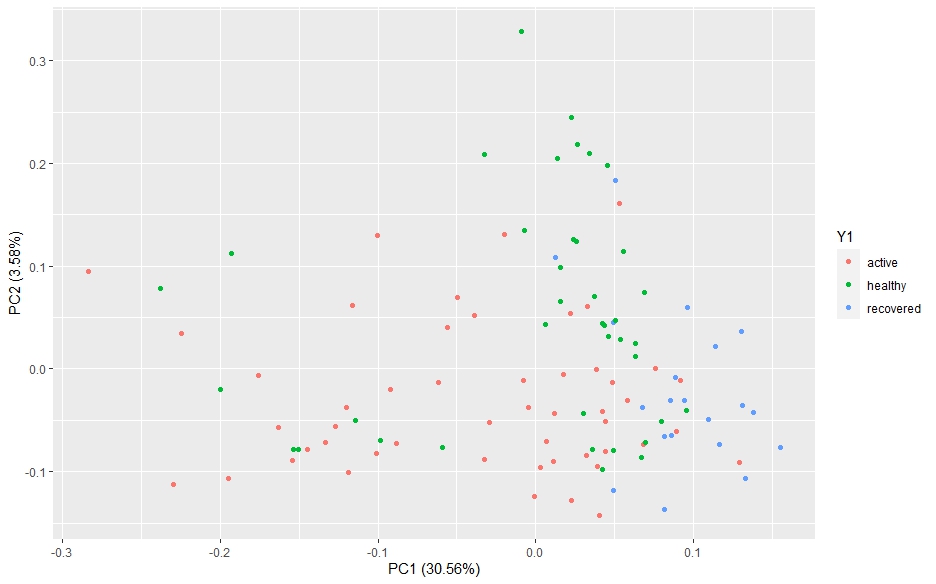 0.3
0.2
0.1
0.0
-0.1
PC2 (3.58%)
-0.3
-0.2
-0.1
0.0
0.1
PC1 (30.56%)
Y1
active
healthy
recovered